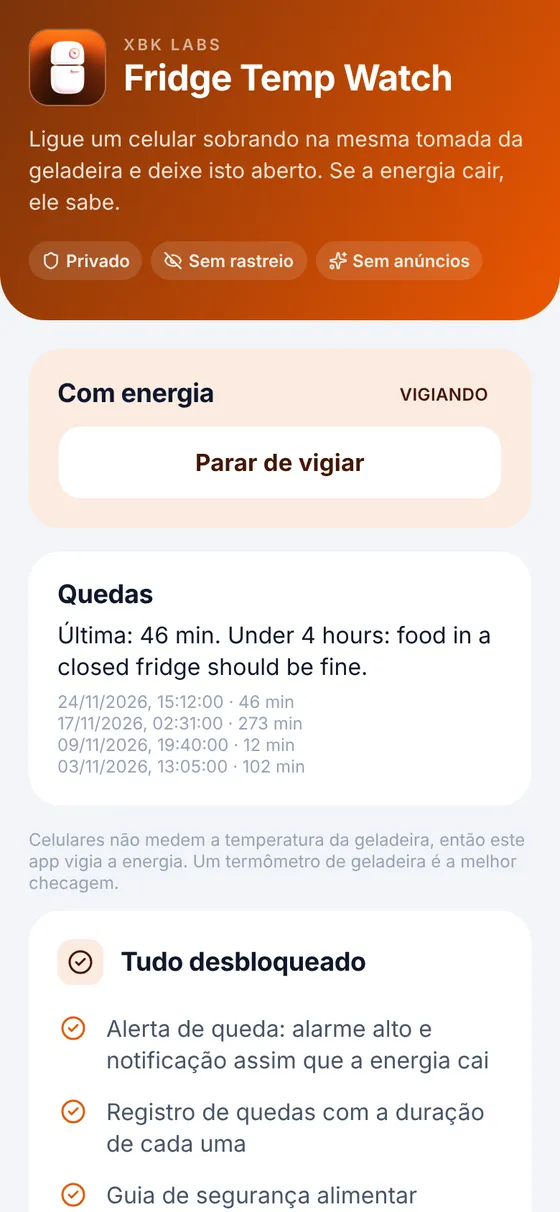 XBK LABS
Fridge Temp Watch
Ligue um celular sobrando na mesma tomada da
geladeira e deixe isto aberto. Se a energia cair,
ele sabe.
Privado
Sem rastreio
Sem anúncios
Com energia
VIGIANDO
Parar de vigiar
Quedas
Última: 46 min. Under 4 hours: food in a
closed fridge should be fine.
24/11/2026, 15:12:00 · 46 min
17/11/2026, 02:31:00 · 273 min
09/11/2026, 19:40:00 · 12 min
03/11/2026, 13:05:00 · 102 min
Celulares não medem a temperatura da geladeira, então este
app vigia a energia. Um termômetro de geladeira é a melhor
checagem.
Tudo desbloqueado
Alerta de queda: alarme alto e
notificação assim que a energia cai
Registro de quedas com a duração
de cada uma
Guia de segurança alimentar